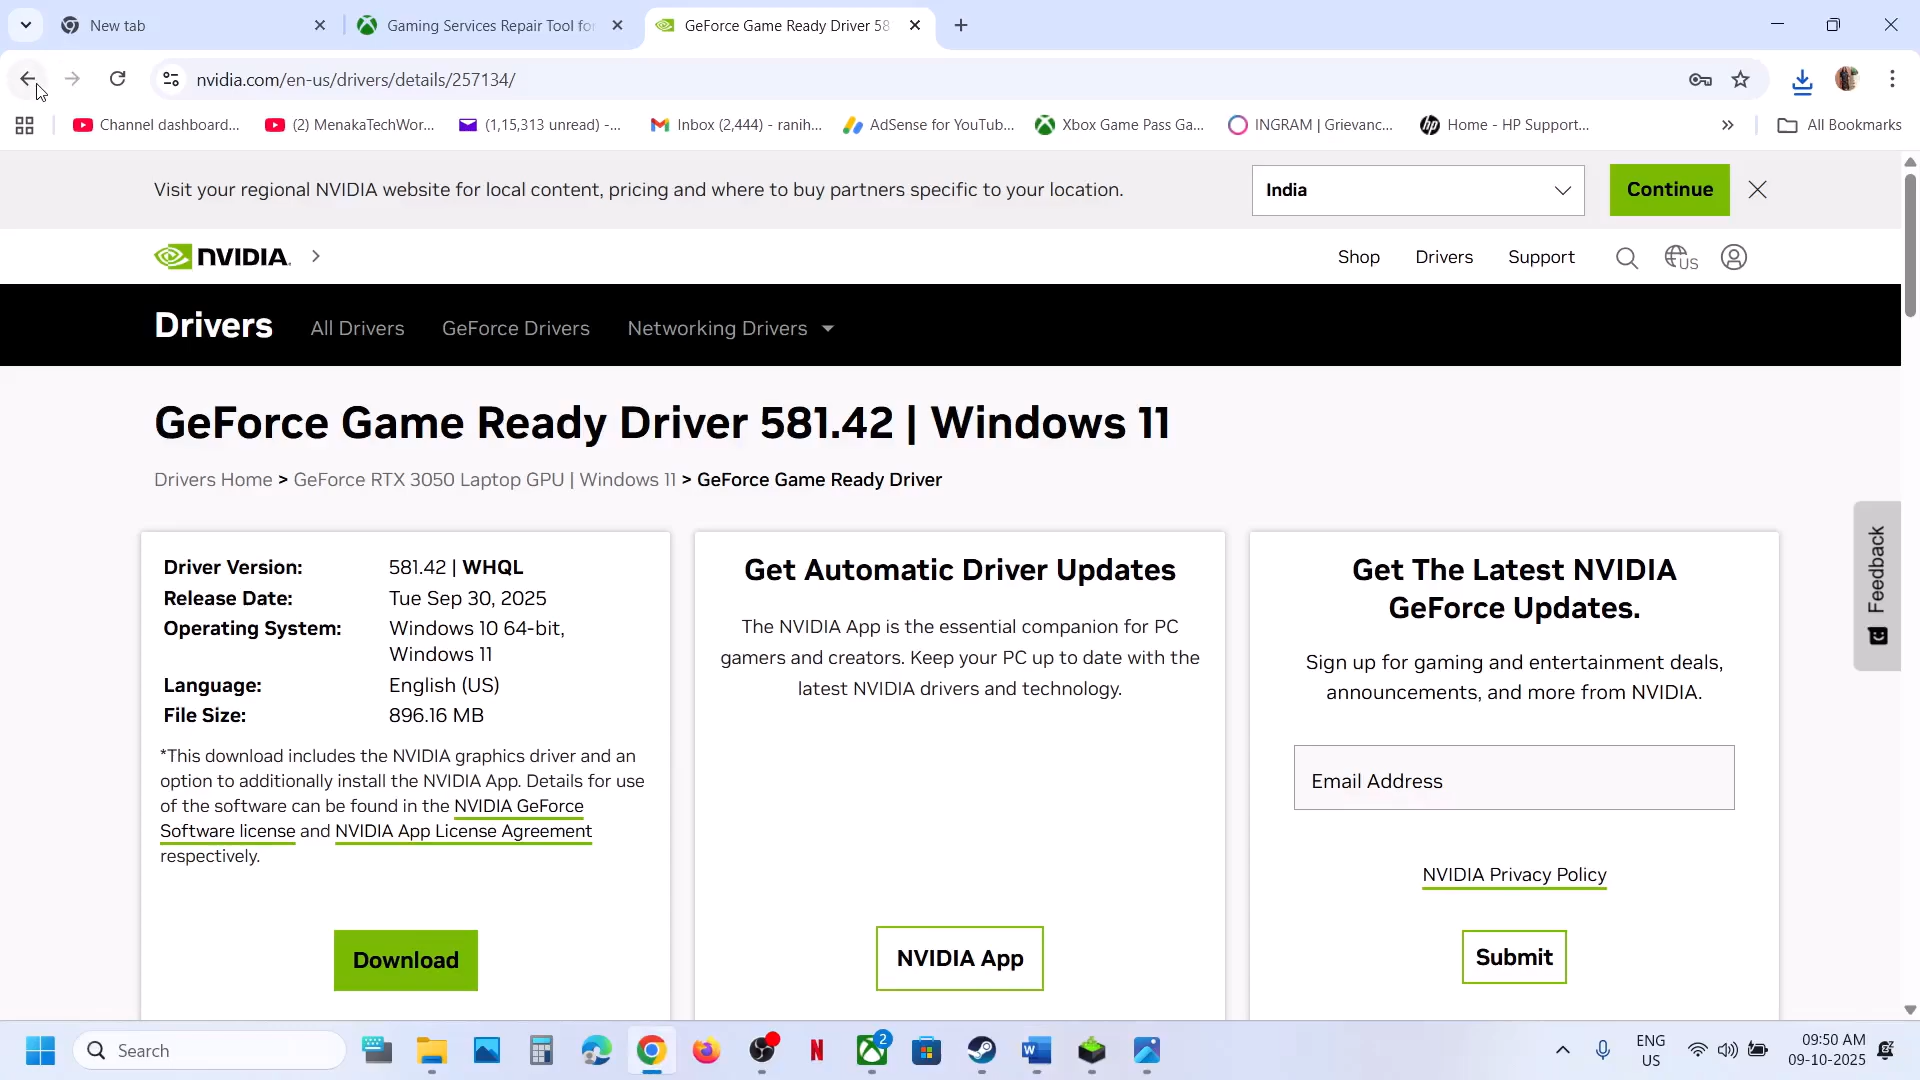 New tab
Gaming Services Repair Tool fo
GeForce Game Ready Driver 58
nvidia.com/en-us/drivers/details/257134/
Channel dashboard...
(2) MenakaTechWor...
(1,15,313 unread) -...
Inbox (2,444) - ranih...
AdSense for YouTub...
Xbox Game Pass Ga...
INGRAM | Grievanc...
Home - HP Support...
All Bookmarks
Visit your regional NVIDIA website for local content, pricing and where to buy partners specific to your location.
India
Continue
NVIDIA.
Shop
Drivers
Support
US
Drivers
All Drivers
GeForce Drivers
Networking Drivers
GeForce Game Ready Driver 581.42 | Windows 11
Drivers Home > GeForce RTX 3050 Laptop GPU | Windows 11 > GeForce Game Ready Driver
Driver Version: 581.42 | WHQL
Release Date: Tue Sep 30, 2025
Operating System: Windows 10 64-bit,
Windows 11
Language: English (US)
File Size: 896.16 MB
*This download includes the NVIDIA graphics driver and an
option to additionally install the NVIDIA App. Details for use
of the software can be found in the NVIDIA GeForce
Software license and NVIDIA App License Agreement
respectively.
Download
Get Automatic Driver Updates
The NVIDIA App is the essential companion for PC
gamers and creators. Keep your PC up to date with the
latest NVIDIA drivers and technology.
NVIDIA App
Get The Latest NVIDIA
GeForce Updates.
Sign up for gaming and entertainment deals,
announcements, and more from NVIDIA.
Email Address
NVIDIA Privacy Policy
Submit
Feedback
Search
2
ENG
US
09:50 AM
09-10-2025